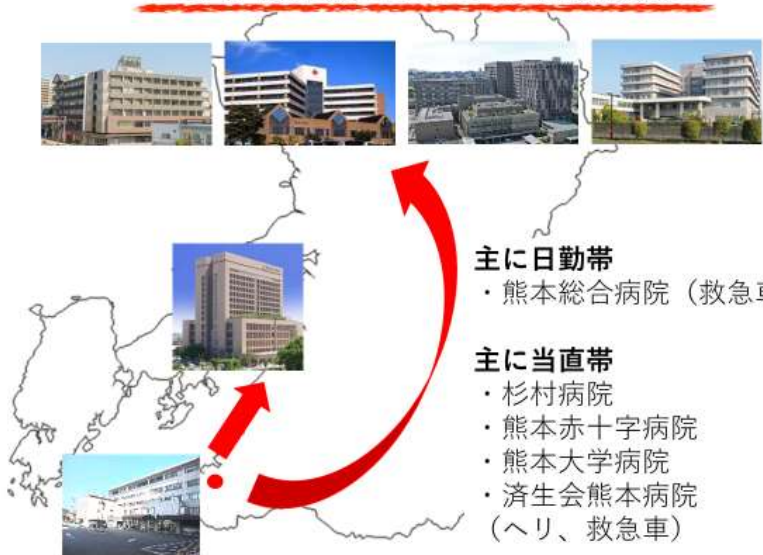 主に日勤帯
・熊本総合病院（救急
主に当直帯
・杉村病院
・熊本赤十字病院
・熊本大学病院
・済生会熊本病院
（ヘリ、救急車）